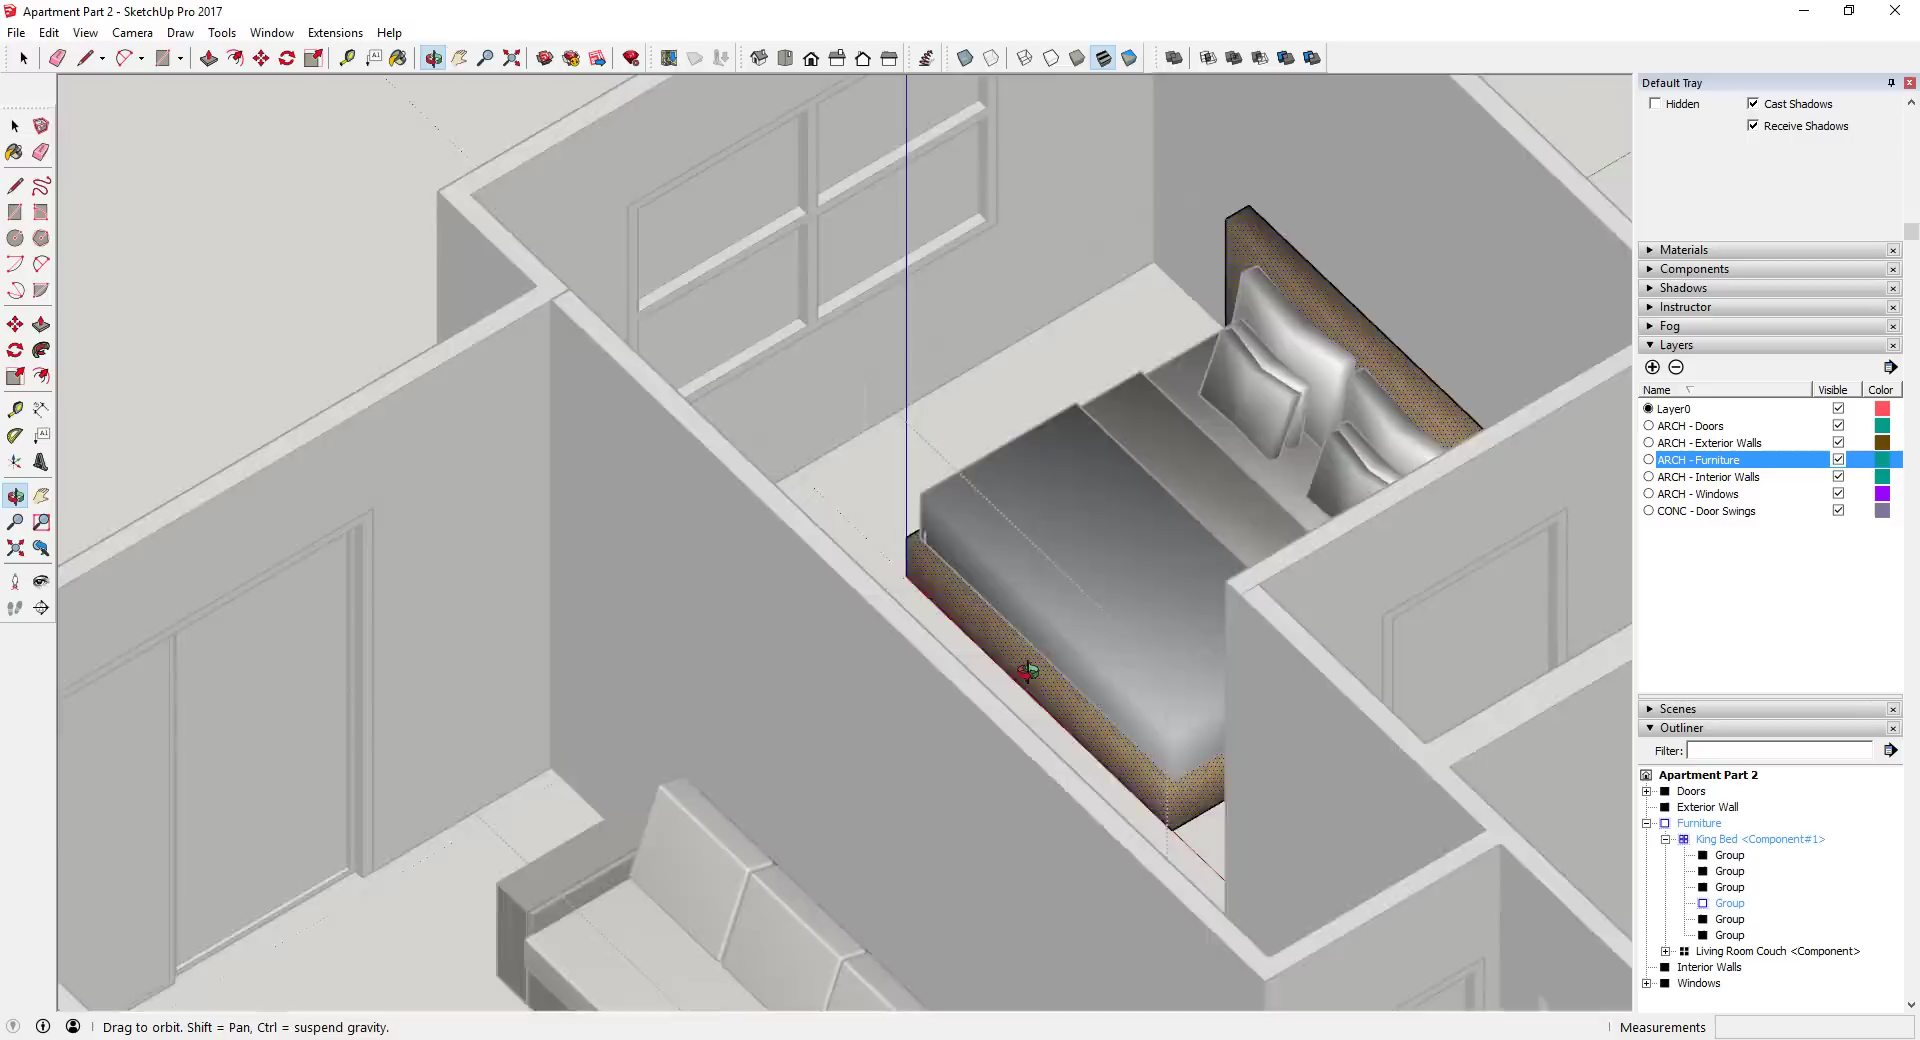 Apartment Part 2 - SketchUp Pro 2017
File Edit View Camera Draw Tools Window Extensions Help
Default Tray
Hidden Cast Shadows
Receive Shadows
Materials
Components
Shadows
Instructor
Fog
Layers
Name Visible Color
Layer0
ARCH - Doors
ARCH - Exterior Walls
ARCH - Furniture
ARCH - Interior Walls
ARCH - Windows
CONC - Door Swings
Scenes
Outliner
Filter:
Apartment Part 2
Doors
Exterior Wall
Furniture
King Bed <Component#1>
Group
Group
Group
Group
Group
Group
Living Room Couch <Component>
Interior Walls
Windows
Drag to orbit. Shift = Pan, Ctrl = suspend gravity.
Measurements